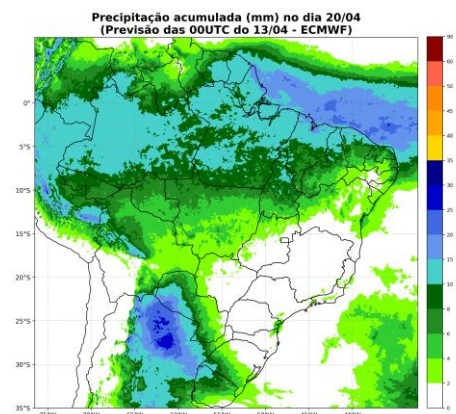 Precipitação acumulada (mm) no dia 20/04
(Previsão das 00UTC do 13/04 - ECMWF)
90
60
50
45
40
35
30
25
20
15
10
8
6
4
2
0
0°
5°S
10°S
15°S
20°S
25°S
30°S
35°S